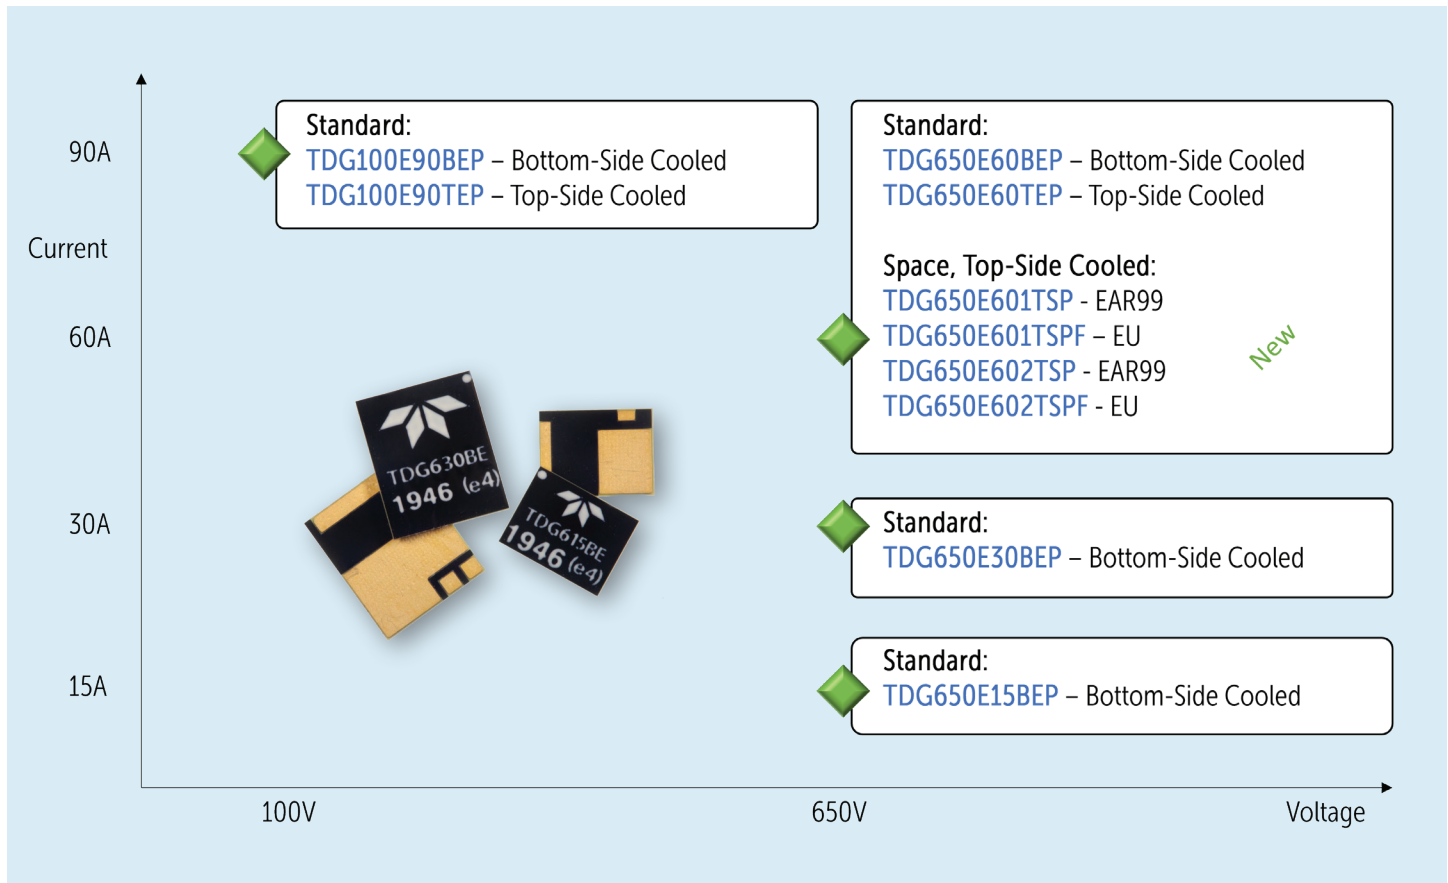 90A
Current
60A
30A
15A
Standard:
TDG100E90BEP – Bottom-Side Cooled
TDG100E90TEP – Top-Side Cooled
Standard:
TDG650E60BEP – Bottom-Side Cooled
TDG650E60TEP – Top-Side Cooled
Space, Top-Side Cooled:
TDG650E601TSP - EAR99
TDG650E601TSPF – EU
TDG650E602TSP - EAR99
TDG650E602TSPF - EU
New
TDG630BE
1946 (e4)
TDG615BE
1946 (e4)
Standard:
TDG650E30BEP – Bottom-Side Cooled
Standard:
TDG650E15BEP – Bottom-Side Cooled
100V
650V
Voltage